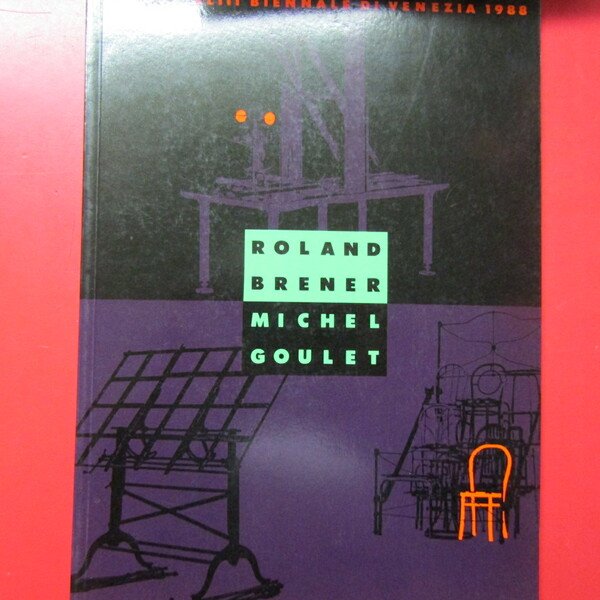 BIENNALE DI VENEZIA 1988
ROLAND
BRENER
MICHEL
GOULET